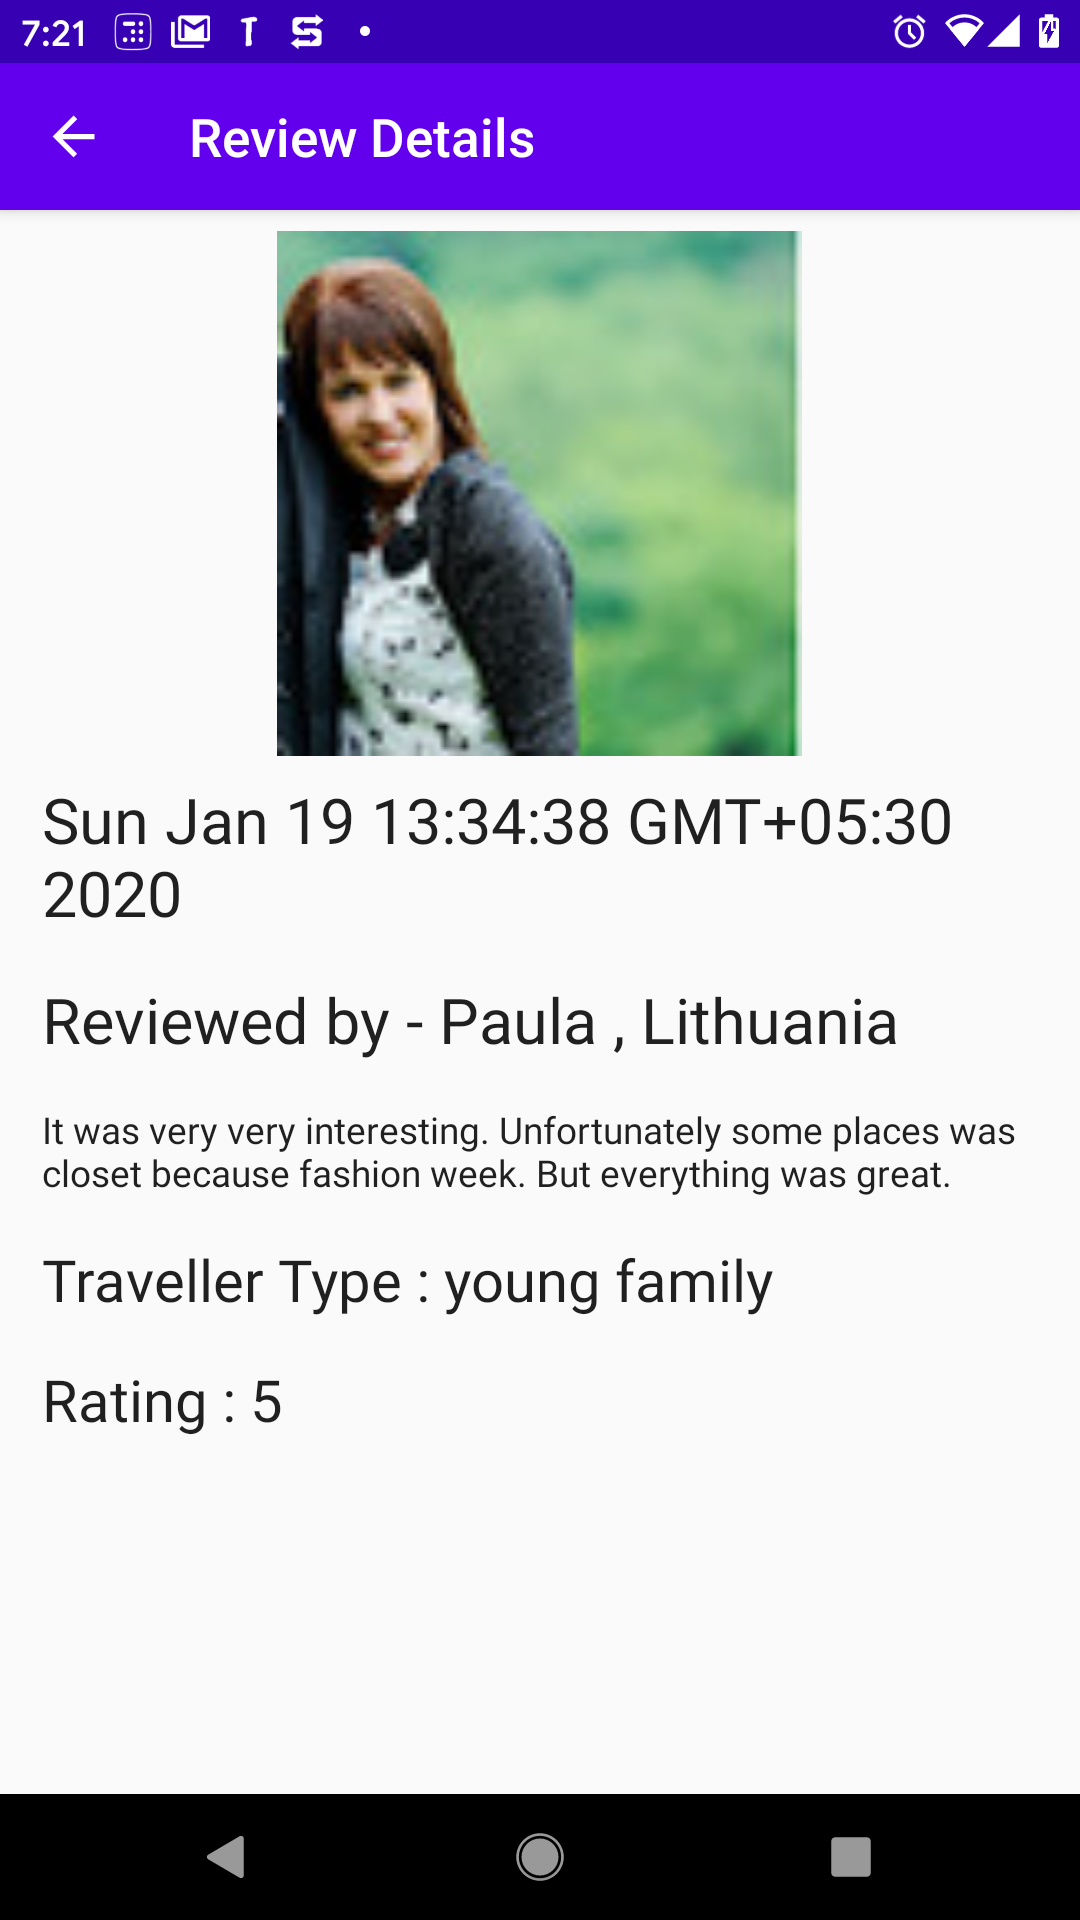 7:21
Review Details
Sun Jan 19 13:34:38 GMT+05:30
2020
Reviewed by - Paula , Lithuania
It was very very interesting. Unfortunately some places was
closet because fashion week. But everything was great.
Traveller Type : young family
Rating : 5